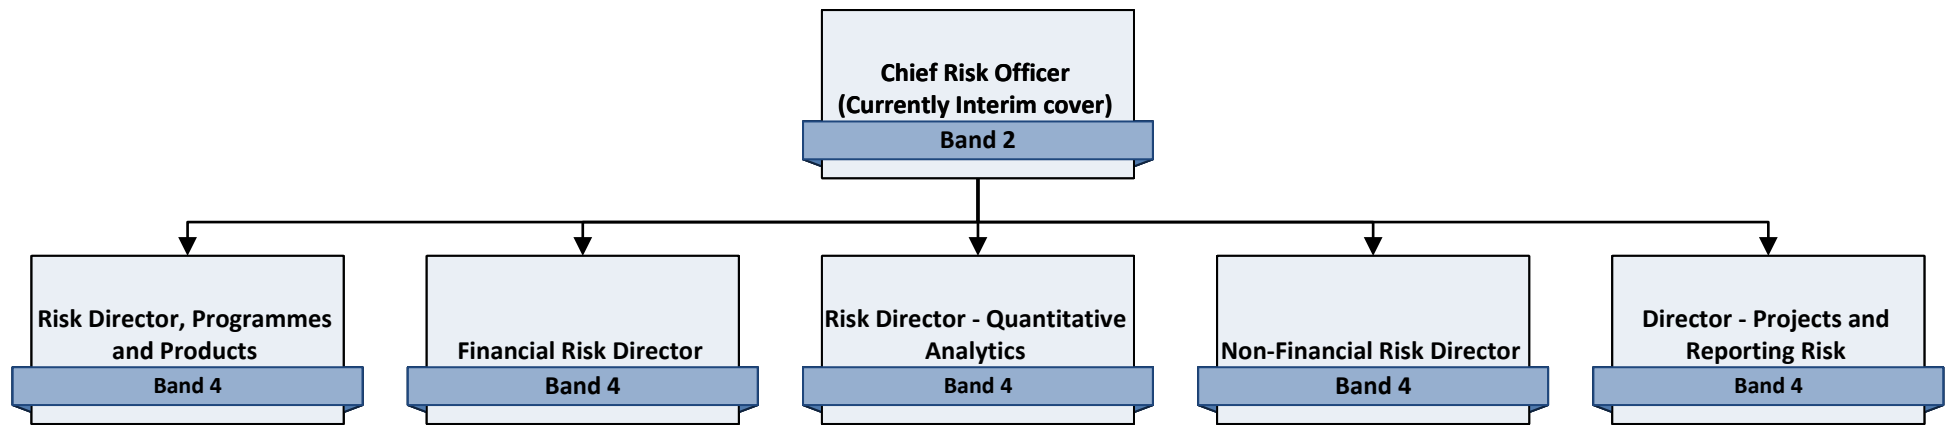 Chief Risk Officer
(Currently Interim cover)
Band 2
Risk Director, Programmes
and Products
Band 4
Financial Risk Director
Band 4
Risk Director - Quantitative
Analytics
Band 4
Non-Financial Risk Director
Band 4
Director - Projects and
Reporting Risk
Band 4